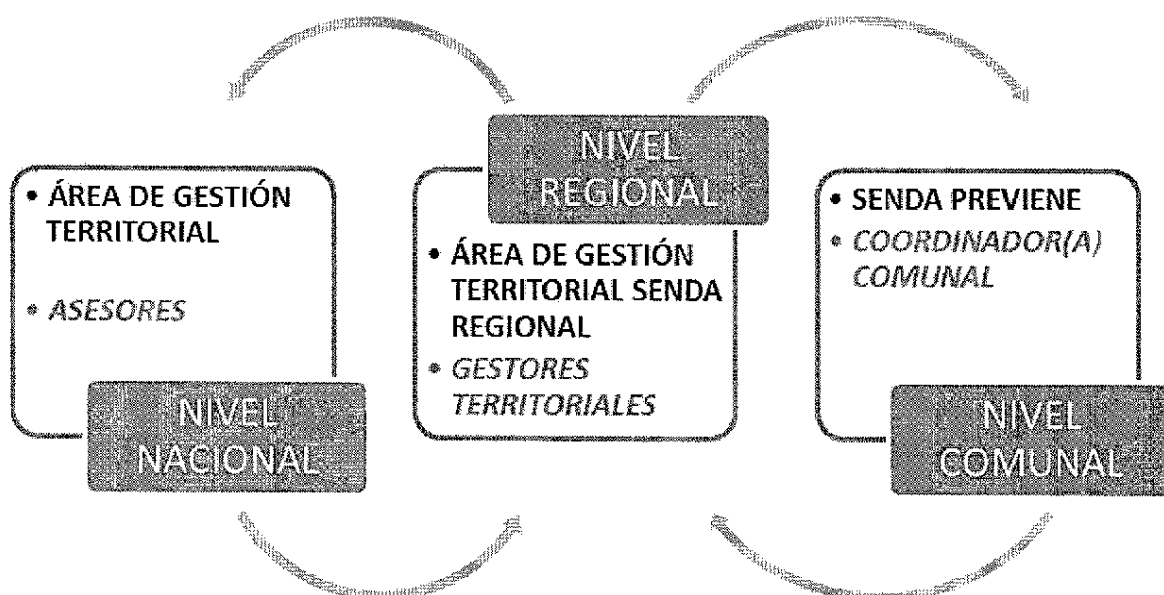 • ÁREA DE GESTIÓN
TERRITORIAL
• ASESORES
NIVEL
NACIONAL
NIVEL
REGIONAL
• ÁREA DE GESTIÓN
TERRITORIAL SENDA
REGIONAL
• GESTORES
TERRITORIALES
• SENDA PREVIENE
• COORDINADOR(A)
COMUNAL
NIVEL
COMUNAL